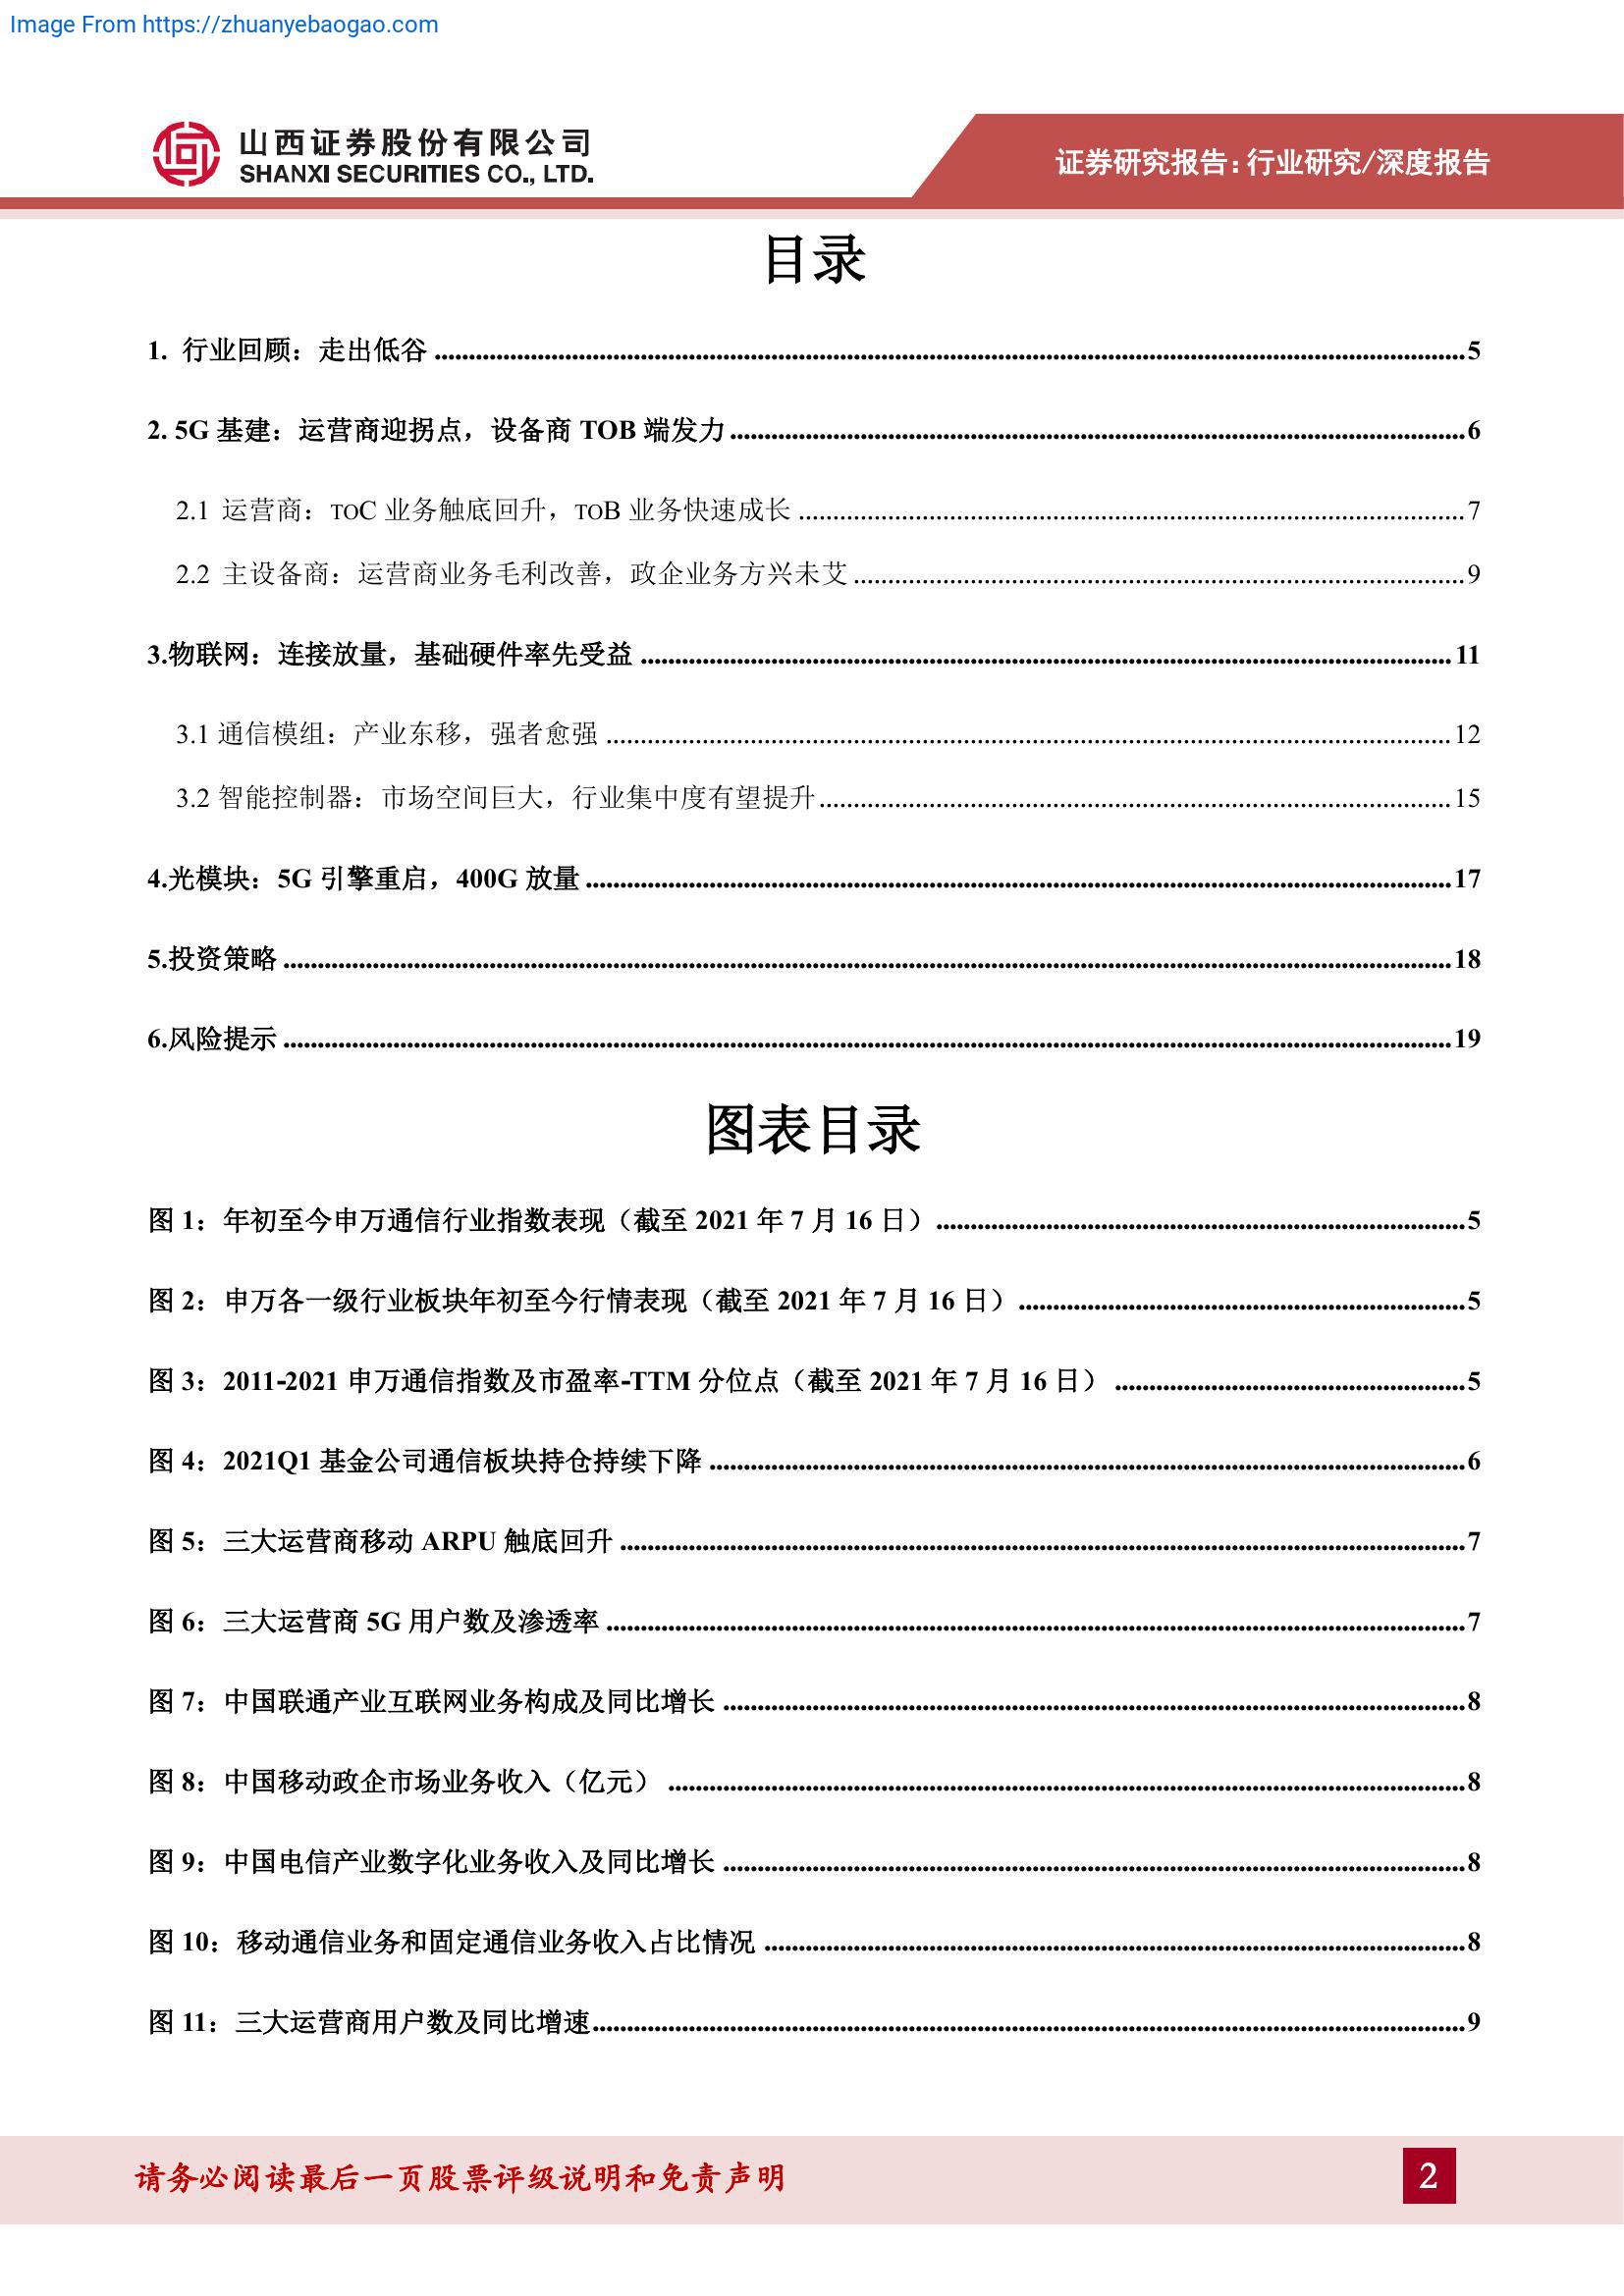 Image From https://zhuanyebaogao.com
山西证券股份有限公司
SHANXI SECURITIES CO., LTD.
证券研究报告:行业研究/深度报告
目录
1. 行业回顾：走出低谷 ........ 5
2. 5G 基建：运营商迎拐点，设备商 TOB 端发力 ........ 6
2.1 运营商：TOC 业务触底回升，TOB 业务快速成长 ........ 7
2.2 主设备商：运营商业务毛利改善，政企业务方兴未艾 ........ 9
3.物联网：连接放量，基础硬件率先受益 ........ 11
3.1 通信模组：产业东移，强者愈强 ........ 12
3.2 智能控制器：市场空间巨大，行业集中度有望提升 ........ 15
4.光模块：5G 引擎重启，400G 放量 ........ 17
5.投资策略 ........ 18
6.风险提示 ........ 19
图表目录
图 1：年初至今申万通信行业指数表现（截至 2021 年 7 月 16 日） ........ 5
图 2：申万各一级行业板块年初至今行情表现（截至 2021 年 7 月 16 日） ........ 5
图 3：2011-2021 申万通信指数及市盈率-TTM 分位点（截至 2021 年 7 月 16 日） ........ 5
图 4：2021Q1 基金公司通信板块持仓持续下降 ........ 6
图 5：三大运营商移动 ARPU 触底回升 ........ 7
图 6：三大运营商 5G 用户数及渗透率 ........ 7
图 7：中国联通产业互联网业务构成及同比增长 ........ 8
图 8：中国移动政企市场业务收入（亿元） ........ 8
图 9：中国电信产业数字化业务收入及同比增长 ........ 8
图 10：移动通信业务和固定通信业务收入占比情况 ........ 8
图 11：三大运营商用户数及同比增速 ........ 9
请务必阅读最后一页股票评级说明和免责声明
2